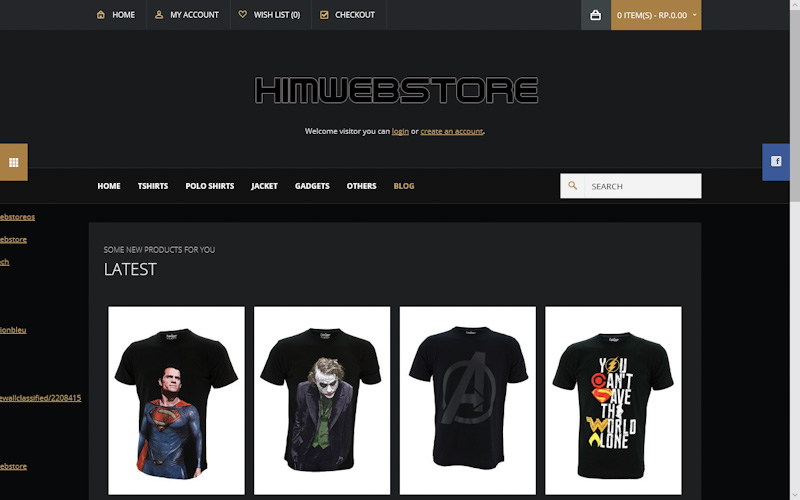 HOME
MY ACCOUNT
WISH LIST (0)
CHECKOUT
0 ITEM(S) - RP.0.00
HIMWEBSTORE
Welcome visitor you can login or create an account.
HOME
TSHIRTS
POLO SHIRTS
JACKET
GADGETS
OTHERS
BLOG
SEARCH
ebstoreos
ebstore
ech
ionbleu
ewallclassified/2208415
ebstore
SOME NEW PRODUCTS FOR YOU
LATEST
YOU
CAN'T
SAVE
THE
WORLD
ALONE